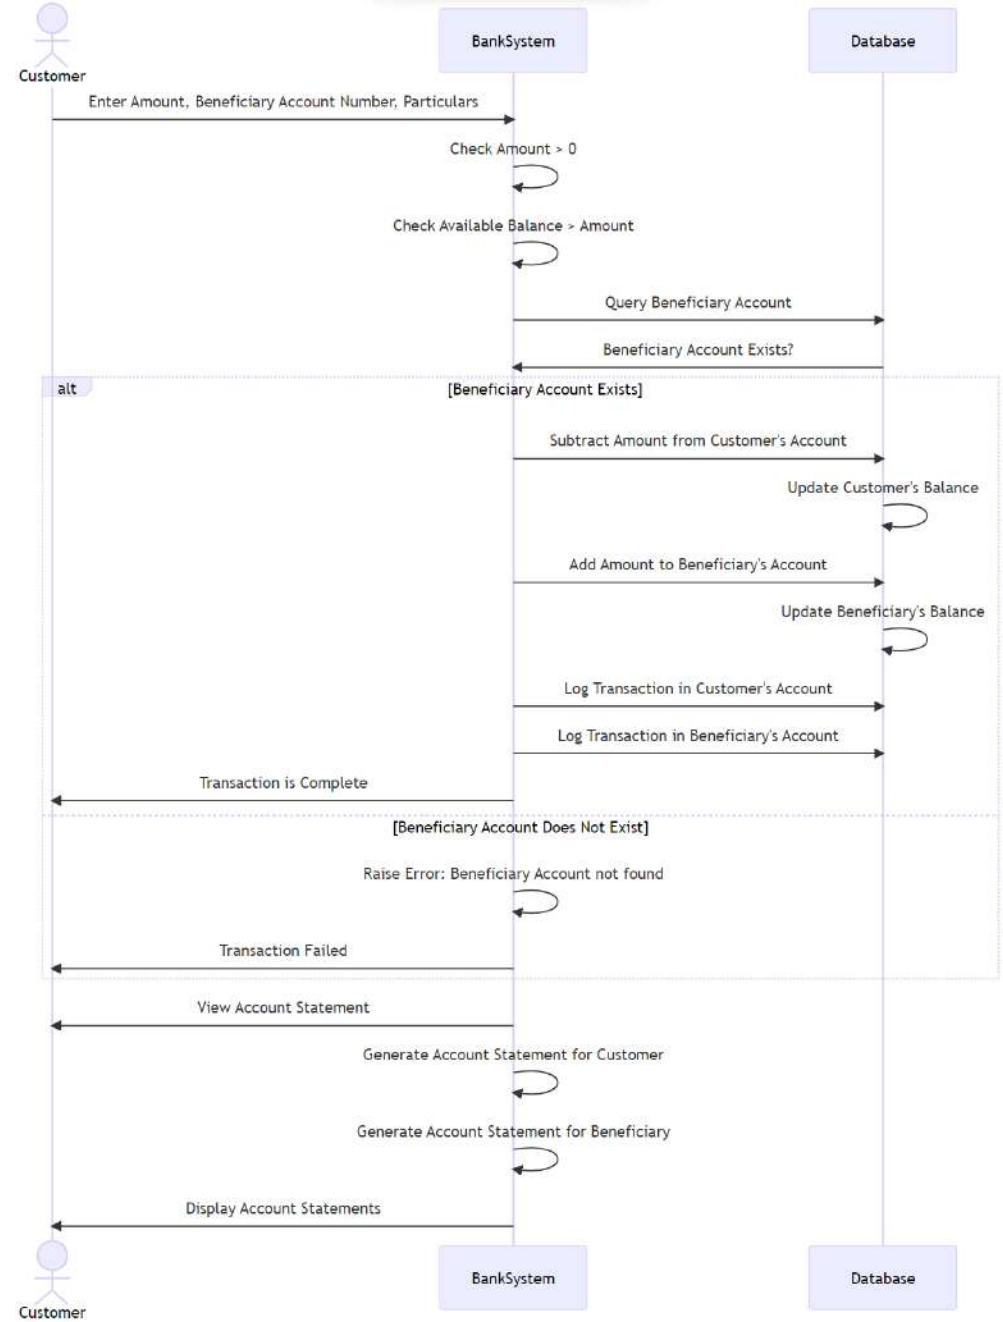 BankSystem
Database
Customer
Enter Amount, Beneficiary Account Number, Particulars
Check Amount > 0
Check Available Balance > Amount
Query Beneficiary Account
Beneficiary Account Exists?
alt
[Beneficiary Account Exists]
Subtract Amount from Customer's Account
Update Customer's Balance
Add Amount to Beneficiary's Account
Update Beneficiary's Balance
Log Transaction in Customer's Account
Log Transaction in Beneficiary's Account
Transaction is Complete
[Beneficiary Account Does Not Exist]
Raise Error: Beneficiary Account not found
Transaction Failed
View Account Statement
Generate Account Statement for Customer
Generate Account Statement for Beneficiary
Display Account Statements
BankSystem
Database
Customer